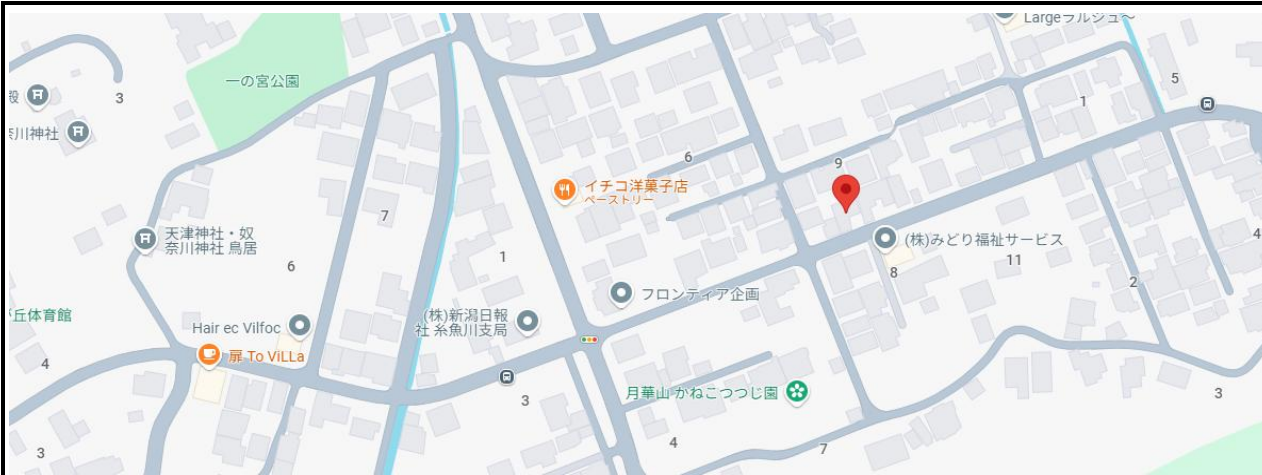 Largeラルジュ〜
一の宮公園
5
3
1
殿
奈川神社
6
9
イチコ洋菓子店
ペーストリー
7
天津神社・奴
奈川神社 鳥居
(株)みどり福祉サービス
4
6
1
11
8
2
フロンティア企画
が丘体育館
(株)新潟日報
社 糸魚川支局
Hair ec Vilfoc
扉 To ViLLa
4
月華山 かねこつつじ園
3
3
4
7
3